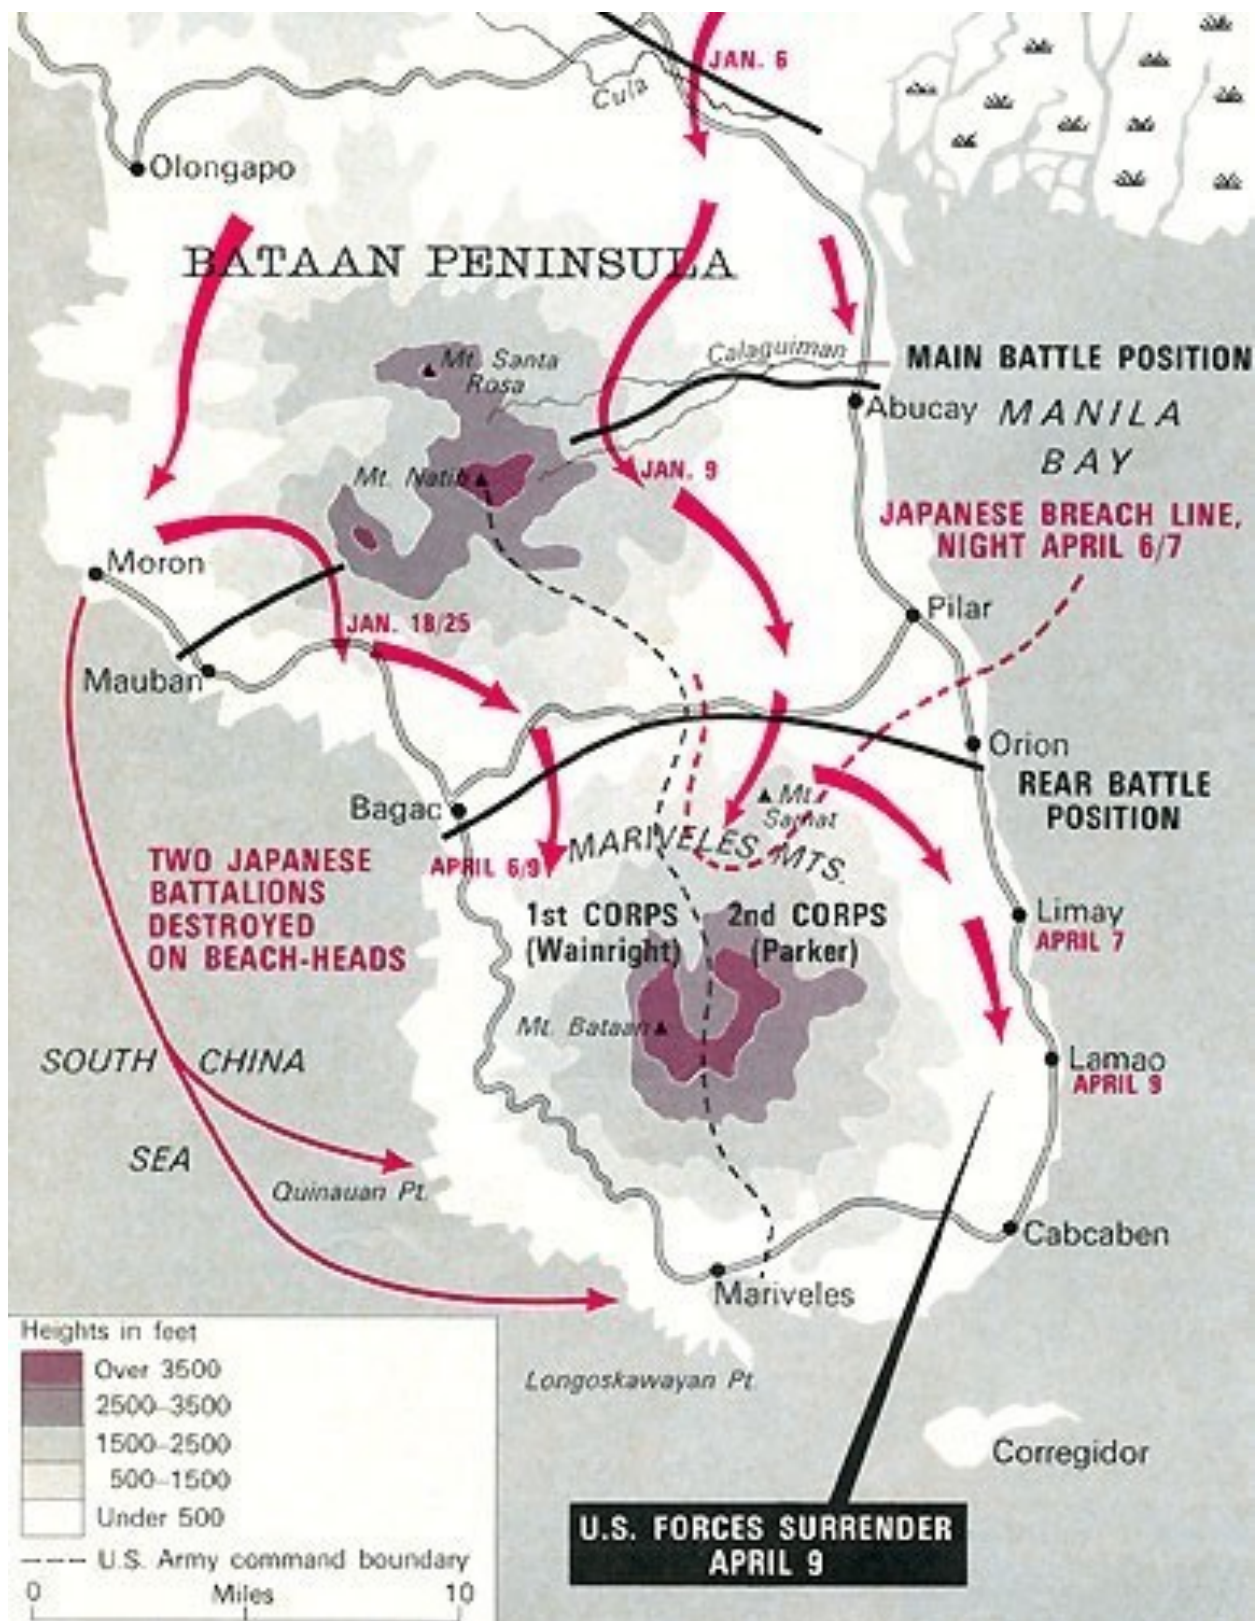 JAN. 6
Cula
Olongapo
BATAAN PENINSULA
Mt. Santa
Rosa
Calaguiman
MAIN BATTLE POSITION
Abucay
MANILA
BAY
Mt. Natib
JAN. 9
JAPANESE BREACH LINE,
NIGHT APRIL 6/7
Moron
Pilar
JAN. 18/25
Mauban
Orion
REAR BATTLE
POSITION
Bagac
Mt.
Samat
MARIVELES MTS.
APRIL 6/9
TWO JAPANESE
BATTALIONS
DESTROYED
ON BEACH-HEADS
1st CORPS
(Wainright)
2nd CORPS
(Parker)
Limay
APRIL 7
Mt. Bataan
SOUTH CHINA
SEA
Lamao
APRIL 9
Quinauan Pt.
Cabcaben
Mariveles
Longoskawayan Pt.
Corregidor
U.S. FORCES SURRENDER
APRIL 9
Heights in feet
Over 3500
2500-3500
1500-2500
500-1500
Under 500
U.S. Army command boundary
0 Miles 10